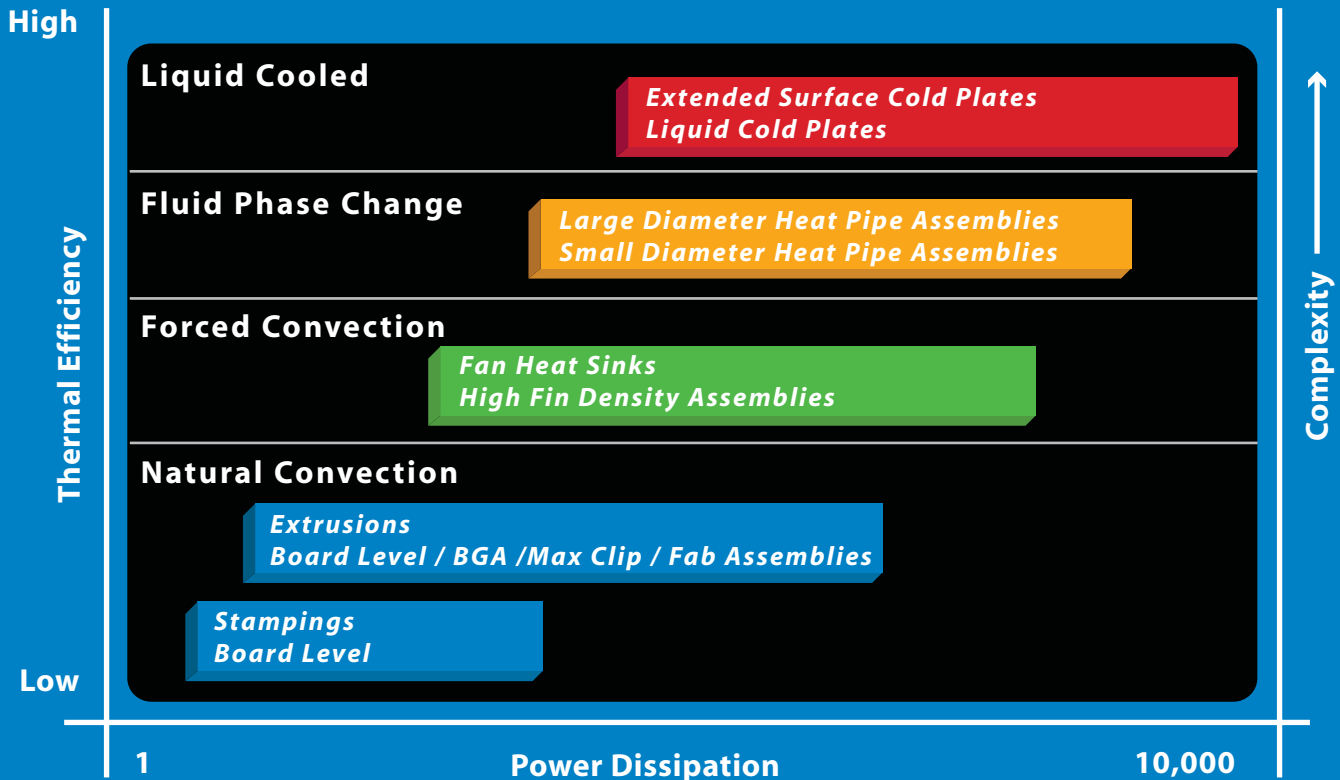 High
Liquid Cooled
Extended Surface Cold Plates
Liquid Cold Plates
Fluid Phase Change
Large Diameter Heat Pipe Assemblies
Small Diameter Heat Pipe Assemblies
Forced Convection
Fan Heat Sinks
High Fin Density Assemblies
Natural Convection
Extrusions
Board Level / BGA /Max Clip / Fab Assemblies
Stampings
Board Level
Low
Thermal Efficiency
Complexity
1
Power Dissipation
10,000